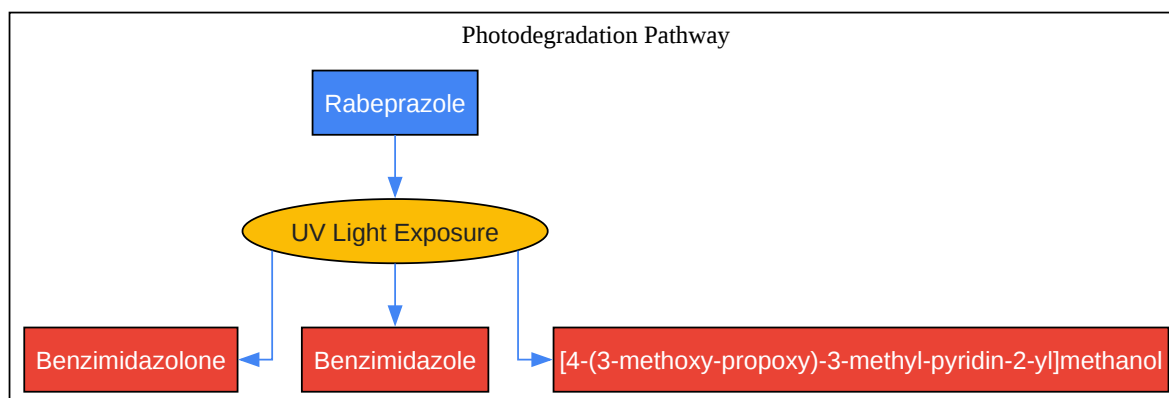 Photodegradation Pathway
Rabeprazole
UV Light Exposure
Benzimidazolone
Benzimidazole
[4-(3-methoxy-propoxy)-3-methyl-pyridin-2-yl]methanol